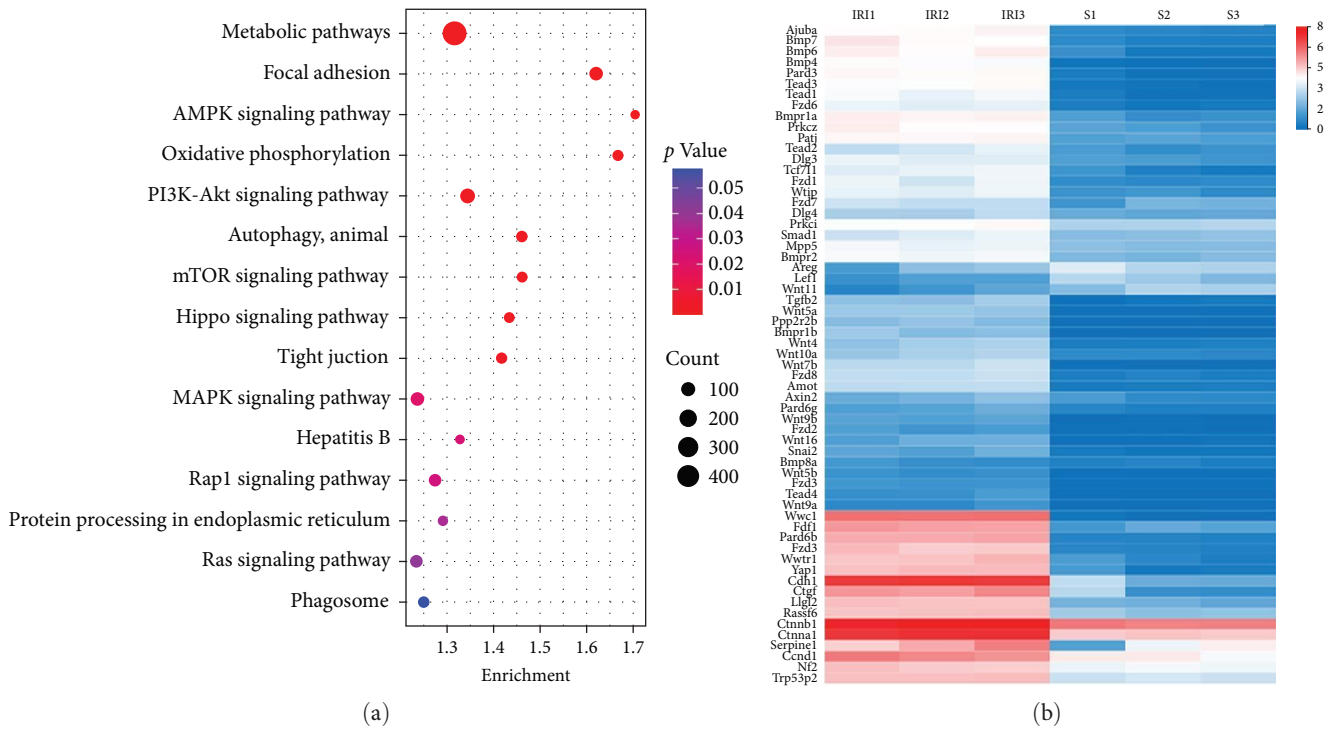 Metabolic pathways
Focal adhesion
AMPK signaling pathway
Oxidative phosphorylation
PI3K-Akt signaling pathway
Autophagy, animal
mTOR signaling pathway
Hippo signaling pathway
Tight juction
MAPK signaling pathway
Hepatitis B
Rap1 signaling pathway
Protein processing in endoplasmic reticulum
Ras signaling pathway
Phagosome
1.3 1.4 1.5 1.6 1.7
Enrichment
p Value
0.05
0.04
0.03
0.02
0.01
Count
100
200
300
400
(a)
IRI1 IRI2 IRI3 S1 S2 S3
Ajuba
Bmp7
Bmp6
Bmp4
Pard3
Tead3
Tead1
Fzd6
Bmpr1a
Prkcz
Patj
Tead2
Dlg3
Tcf7l1
Fzd1
Wtip
Fzd7
Dlg4
Prkci
Smad1
Mpp5
Bmpr2
Areg
Lef1
Wnt11
Tgfb2
Wnt5a
Ppp2r2b
Bmpr1b
Wnt4
Wnt10a
Wnt7b
Fzd8
Amot
Axin2
Pard6g
Wnt9b
Fzd2
Wnt16
Snai2
Bmp8a
Wnt5b
Fzd3
Tead4
Wnt9a
Wwc1
Fdf1
Pard6b
Fzd3
Wwtr1
Yap1
Cdh1
Ctgf
Llgl2
Rassf6
Ctnnb1
Ctnna1
Serpine1
Ccnd1
Nf2
Trp53p2
8
6
5
3
2
0
(b)